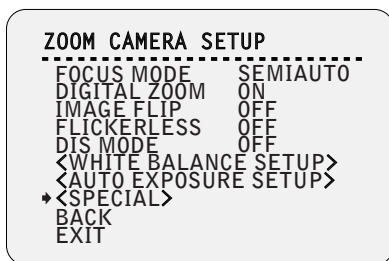 ZOOM CAMERA SETUP
FOCUS MODE SEMIAUTO
DIGITAL ZOOM ON
IMAGE FLIP OFF
FLICKERLESS OFF
DIS MODE OFF
<WHITE BALANCE SETUP>
<AUTO EXPOSURE SETUP>
<SPECIAL>
BACK
EXIT